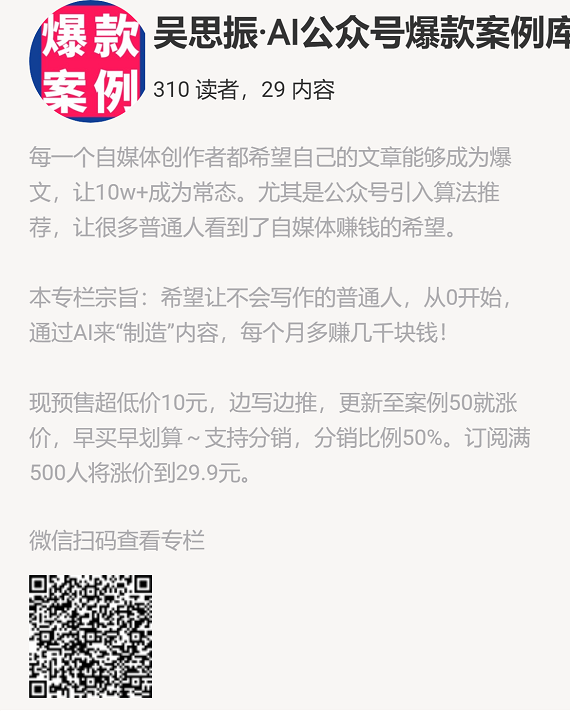 爆款
案例
吴思振·AI公众号爆款案例库
310 读者，29 内容
每一个自媒体创作者都希望自己的文章能够成为爆
文，让10w+成为常态。尤其是公众号引入算法推
荐，让很多普通人看到了自媒体赚钱的希望。
本专栏宗旨：希望让不会写作的普通人，从0开始，
通过AI来“制造”内容，每个月多赚几千块钱！
现预售超低价10元，边写边推，更新至案例50就涨
价，早买早划算～支持分销，分销比例50%。订阅满
500人将涨价到29.9元。
微信扫码查看专栏